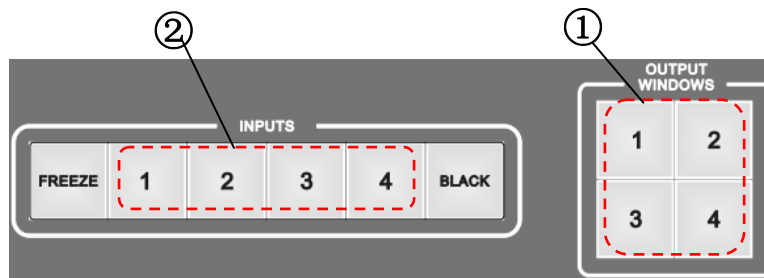 ② ①
OUTPUT
WINDOWS
INPUTS
FREEZE 1 2 3 4 BLACK
1 2
3 4